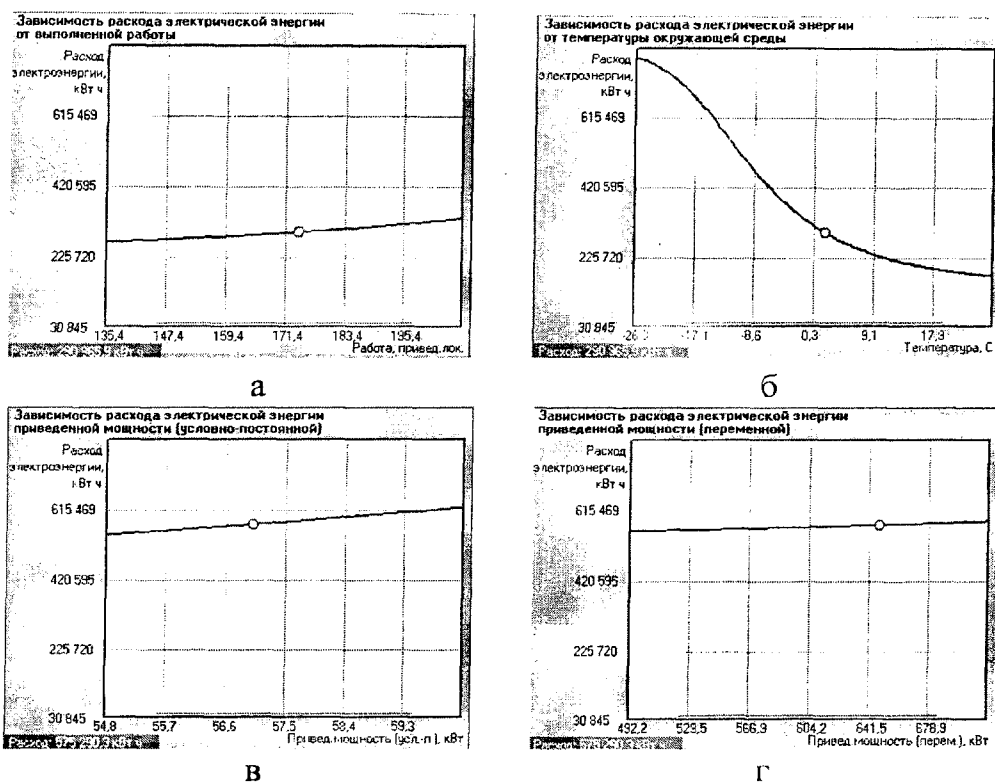 Зависимость расхода электрической энергии
от выполненной работы
Расход
электроэнергии,
кВт ч
615 469
420 595
225 720
30 845
135,4 147,4 159,4 171,4 183,4 195,4
Работа, привед.лок.
а
Зависимость расхода электрической энергии
от температуры окружающей среды
Расход
электроэнергии,
кВт ч
615 469
420 595
225 720
30 845
-17,1 -8,6 0,3 9,1 17,9
Температура, С
б
Зависимость расхода электрической энергии
приведенной мощности (условно-постоянной)
Расход
электроэнергии,
кВт ч
615 469
420 595
225 720
30 845
54,8 55,7 56,6 57,5 58,4 59,3
Привед.мощность (усл.-п.), кВт
в
Зависимость расхода электрической энергии
приведенной мощности (переменной)
Расход
электроэнергии,
кВт ч
615 469
420 595
225 720
30 845
492,2 529,5 566,9 604,2 641,5 678,9
Привед.мощность (перем.), кВт
г